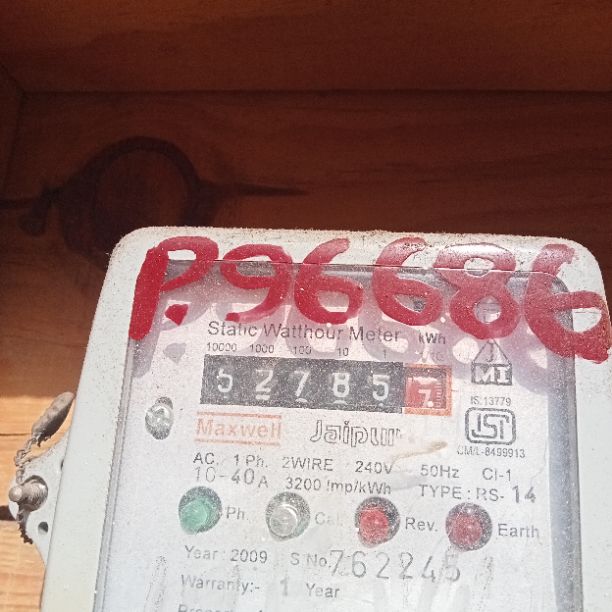 P.96686
Static Watthour Meter kWh
10000 1000 100 10 1
5 2 7 8 5
MI
Maxwell Jaipur
IS:13779
ISI
CM/L-8499913
AC. 1 Ph. 2WIRE 240V 50Hz Cl-1
10-40A 3200 Imp/kWh TYPE : RS-14
Ph. Cal. Rev. Earth
Year : 2009 S No. 762245
Warranty:- 1 Year